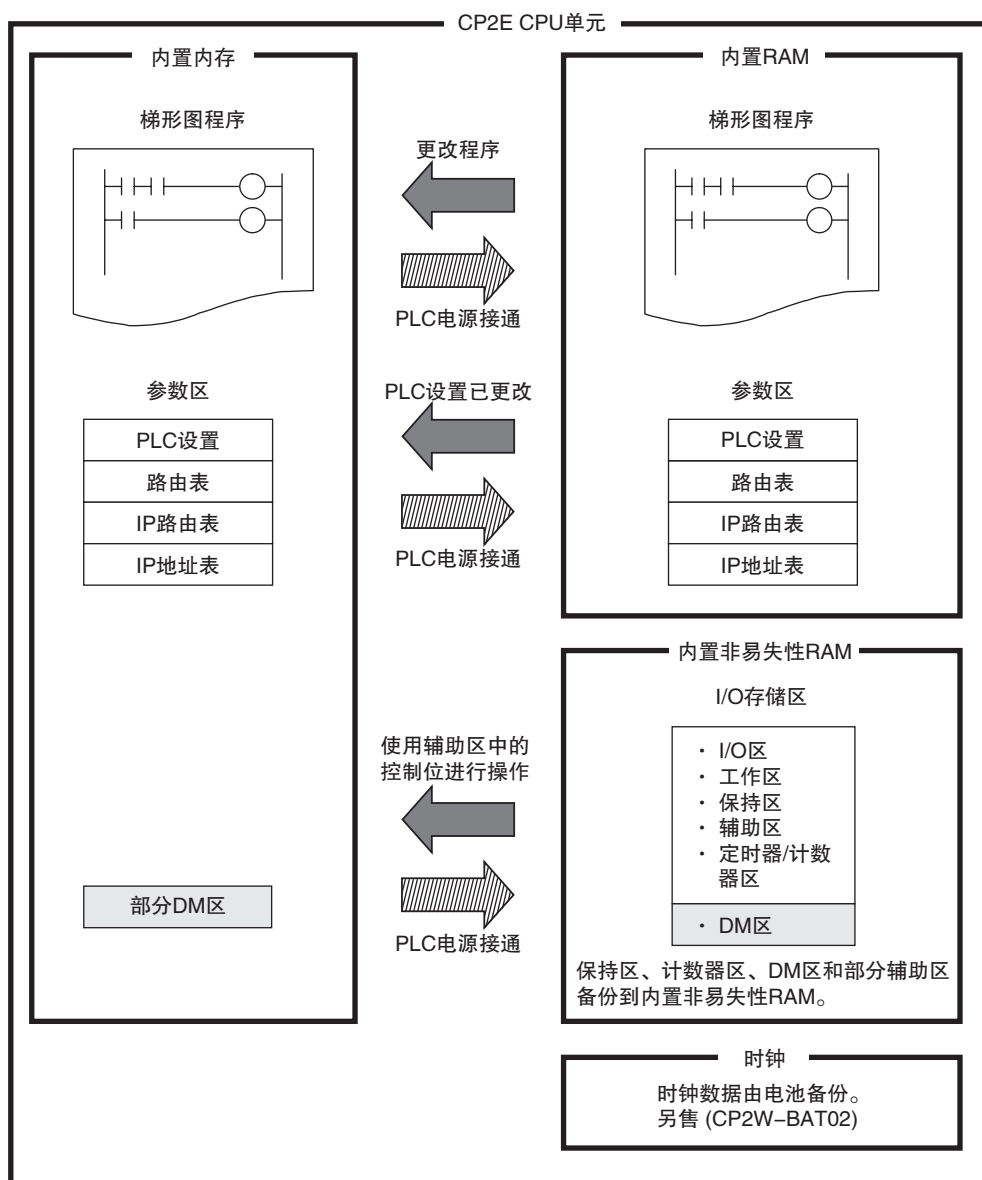 CP2E CPU单元
内置内存
梯形图程序
参数区
PLC设置
路由表
IP路由表
IP地址表
部分DM区
更改程序
PLC电源接通
PLC设置已更改
PLC电源接通
使用辅助区中的
控制位进行操作
PLC电源接通
内置RAM
梯形图程序
参数区
PLC设置
路由表
IP路由表
IP地址表
内置非易失性RAM
I/O存储区
· I/O区
· 工作区
· 保持区
· 辅助区
· 定时器/计数
器区
· DM区
保持区、计数器区、DM区和部分辅助区
备份到内置非易失性RAM。
时钟
时钟数据由电池备份。
另售 (CP2W–BAT02)